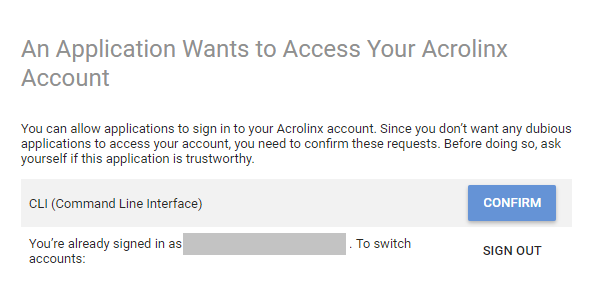 An Application Wants to Access Your Acrolinx
Account
You can allow applications to sign in to your Acrolinx account. Since you don’t want any dubious
applications to access your account, you need to confirm these requests. Before doing so, ask
yourself if this application is trustworthy.
CLI (Command Line Interface)
CONFIRM
You’re already signed in as . To switch
accounts:
SIGN OUT